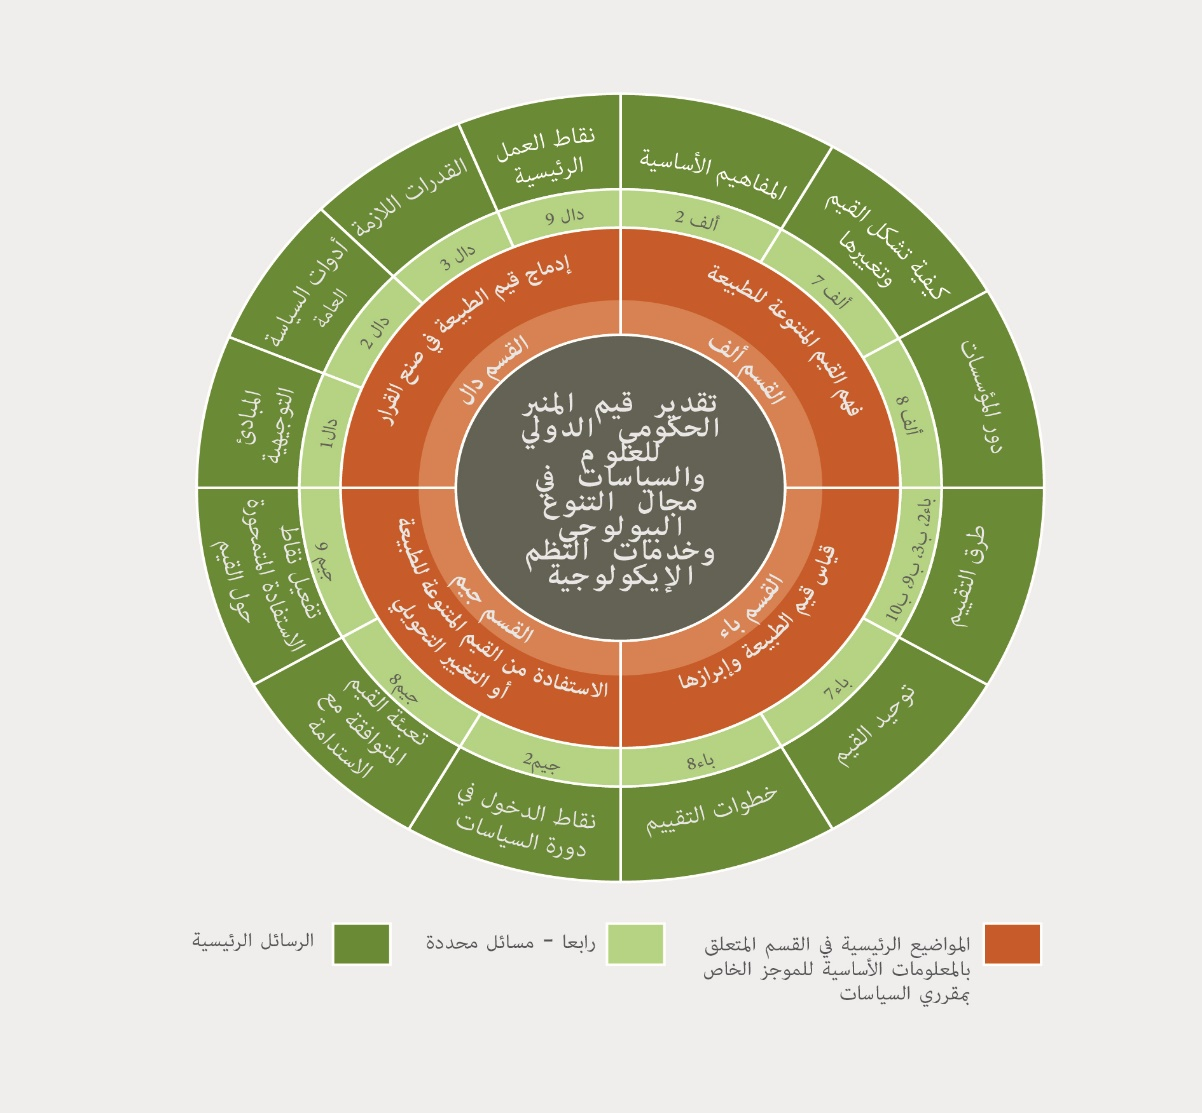 تقدير قيم المنبر
الحكومي الدولي
للعلوم
والسياسات في
مجال التنوع
البيولوجي
وخدمات النظم
الإيكولوجية
القسم ألف
فهم القيم المتنوعة للطبيعة
ألف 2
المفاهيم الأساسية
ألف 7
كيفية تشكل القيم
وتغييرها
ألف 8
دور المؤسسات
القسم باء
قياس قيم الطبيعة وإبرازها
باء2، ب3، ب9، ب10
طرق التقييم
باء7
توحيد القيم
باء8
خطوات التقييم
القسم جيم
الاستفادة من القيم المتنوعة للطبيعة
أو التغيير التحويلي
جيم2
نقاط الدخول في
دورة السياسات
جيم8
تعبئة القيم
المتوافقة مع
الاستدامة
جيم 9
تفعيل نقاط
الاستفادة المتمحورة
حول القيم
القسم دال
إدماج قيم الطبيعة في صنع القرار
دال1
المبادئ
التوجيهية
دال 2
أدوات السياسة
العامة
دال 3
القدرات اللازمة
دال 9
نقاط العمل
الرئيسية
المواضيع الرئيسية في القسم المتعلق
بالمعلومات الأساسية للموجز الخاص
بمقرري السياسات
رابعا – مسائل محددة
الرسائل الرئيسية